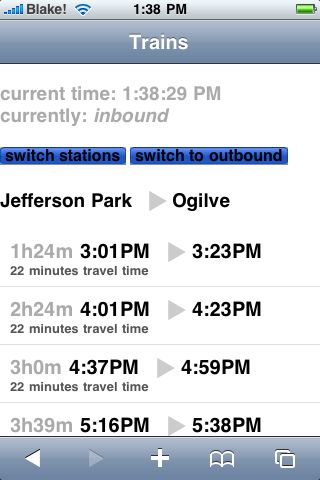 Blake! 1:38 PM
Trains
current time: 1:38:29 PM
currently: inbound
switch stations switch to outbound
Jefferson Park Ogilve
1h24m 3:01PM 3:23PM
22 minutes travel time
2h24m 4:01PM 4:23PM
22 minutes travel time
3h0m 4:37PM 4:59PM
22 minutes travel time
3h39m 5:16PM 5:38PM